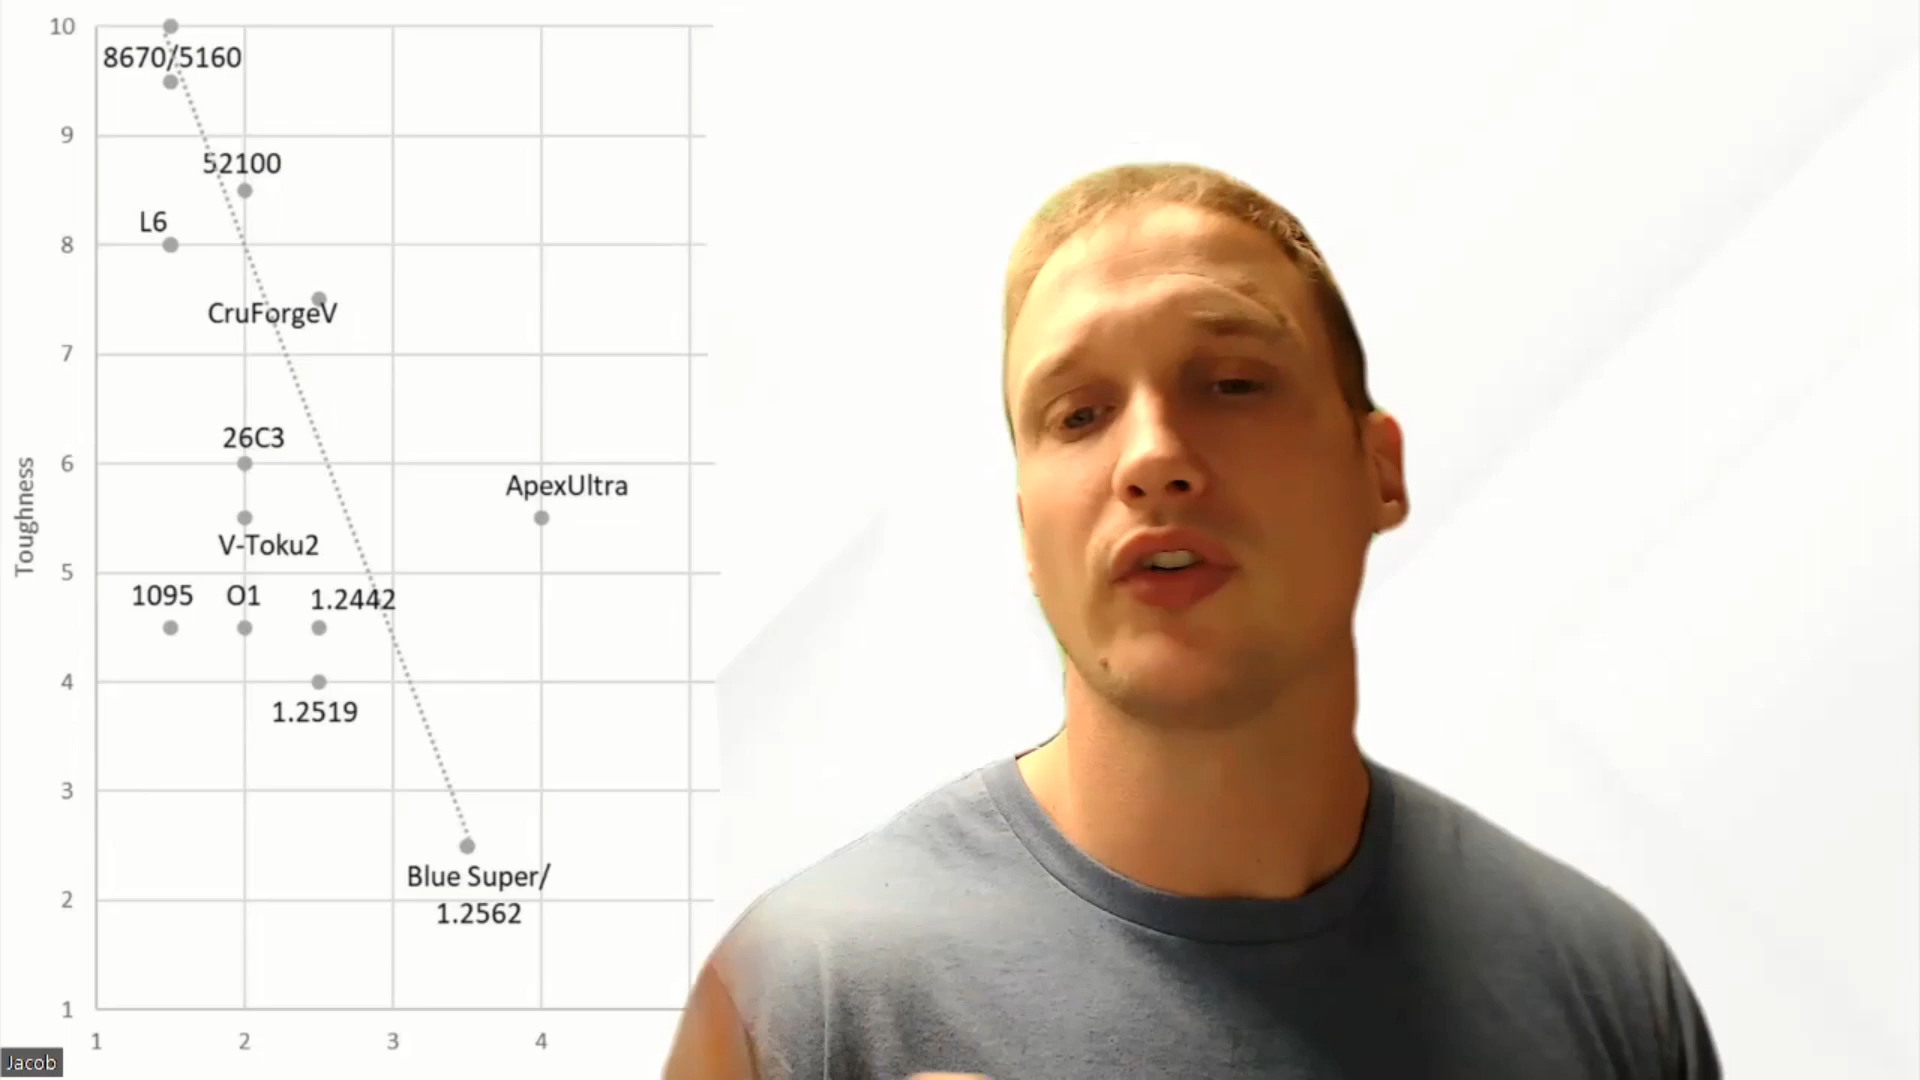 10
8670/5160
9
52100
L6
8
CruForgeV
7
26C3
6
ApexUltra
V-Toku2
5
1095 O1 1.2442
4
1.2519
3
Blue Super/
2
1.2562
1
1 2 3 4
Toughness
Jacob